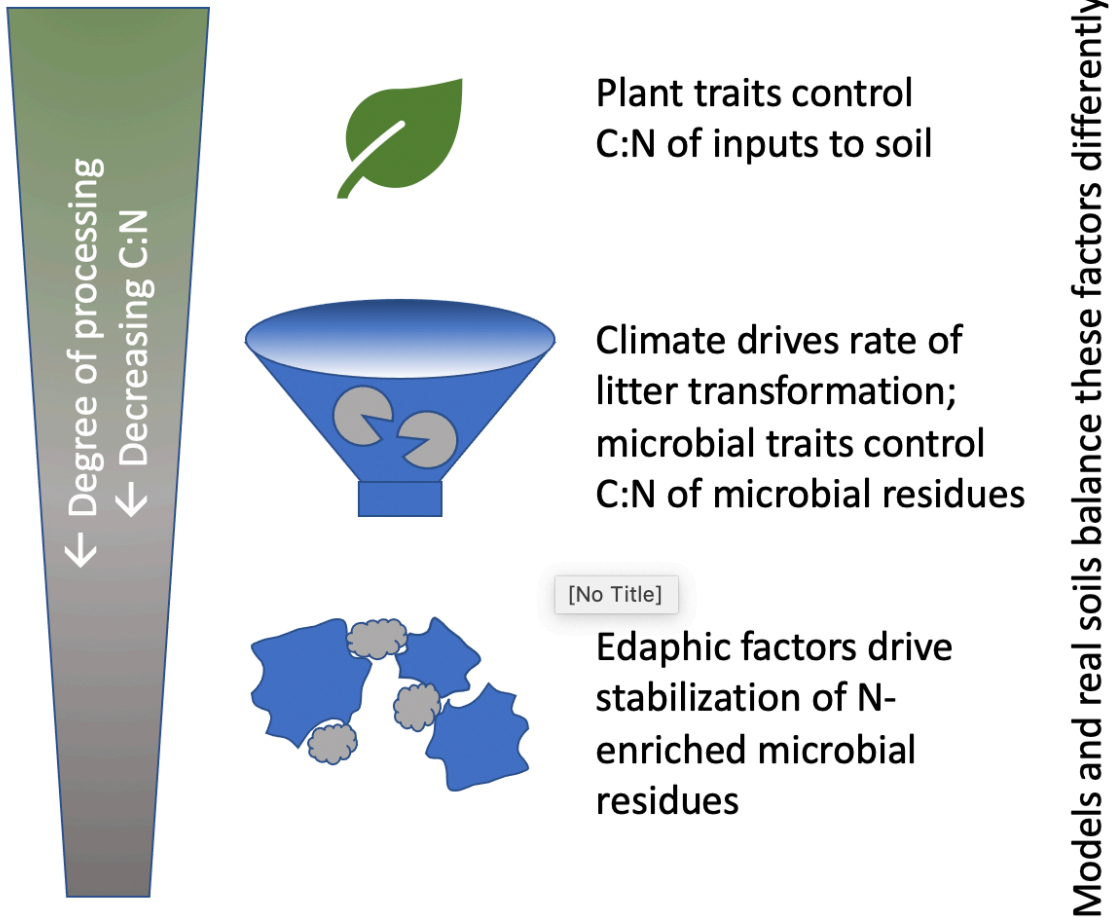 ← Degree of processing
← Decreasing C:N
Plant traits control
C:N of inputs to soil
Climate drives rate of
litter transformation;
microbial traits control
C:N of microbial residues
[No Title]
Edaphic factors drive
stabilization of N-
enriched microbial
residues
Models and real soils balance these factors differently